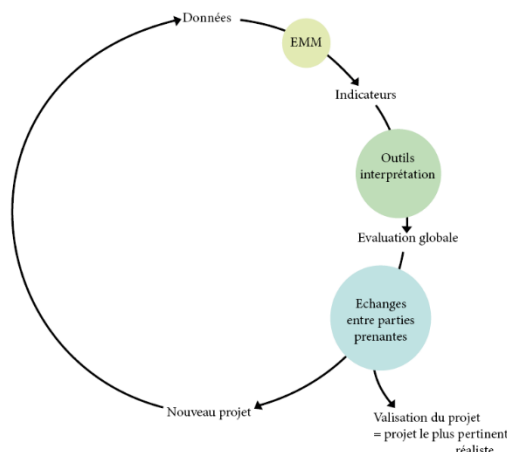 Données
EMM
Indicateurs
Outils
interprétation
Evaluation globale
Echanges
entre parties
prenantes
Nouveau projet
Valisation du projet
= projet le plus pertinent
réaliste